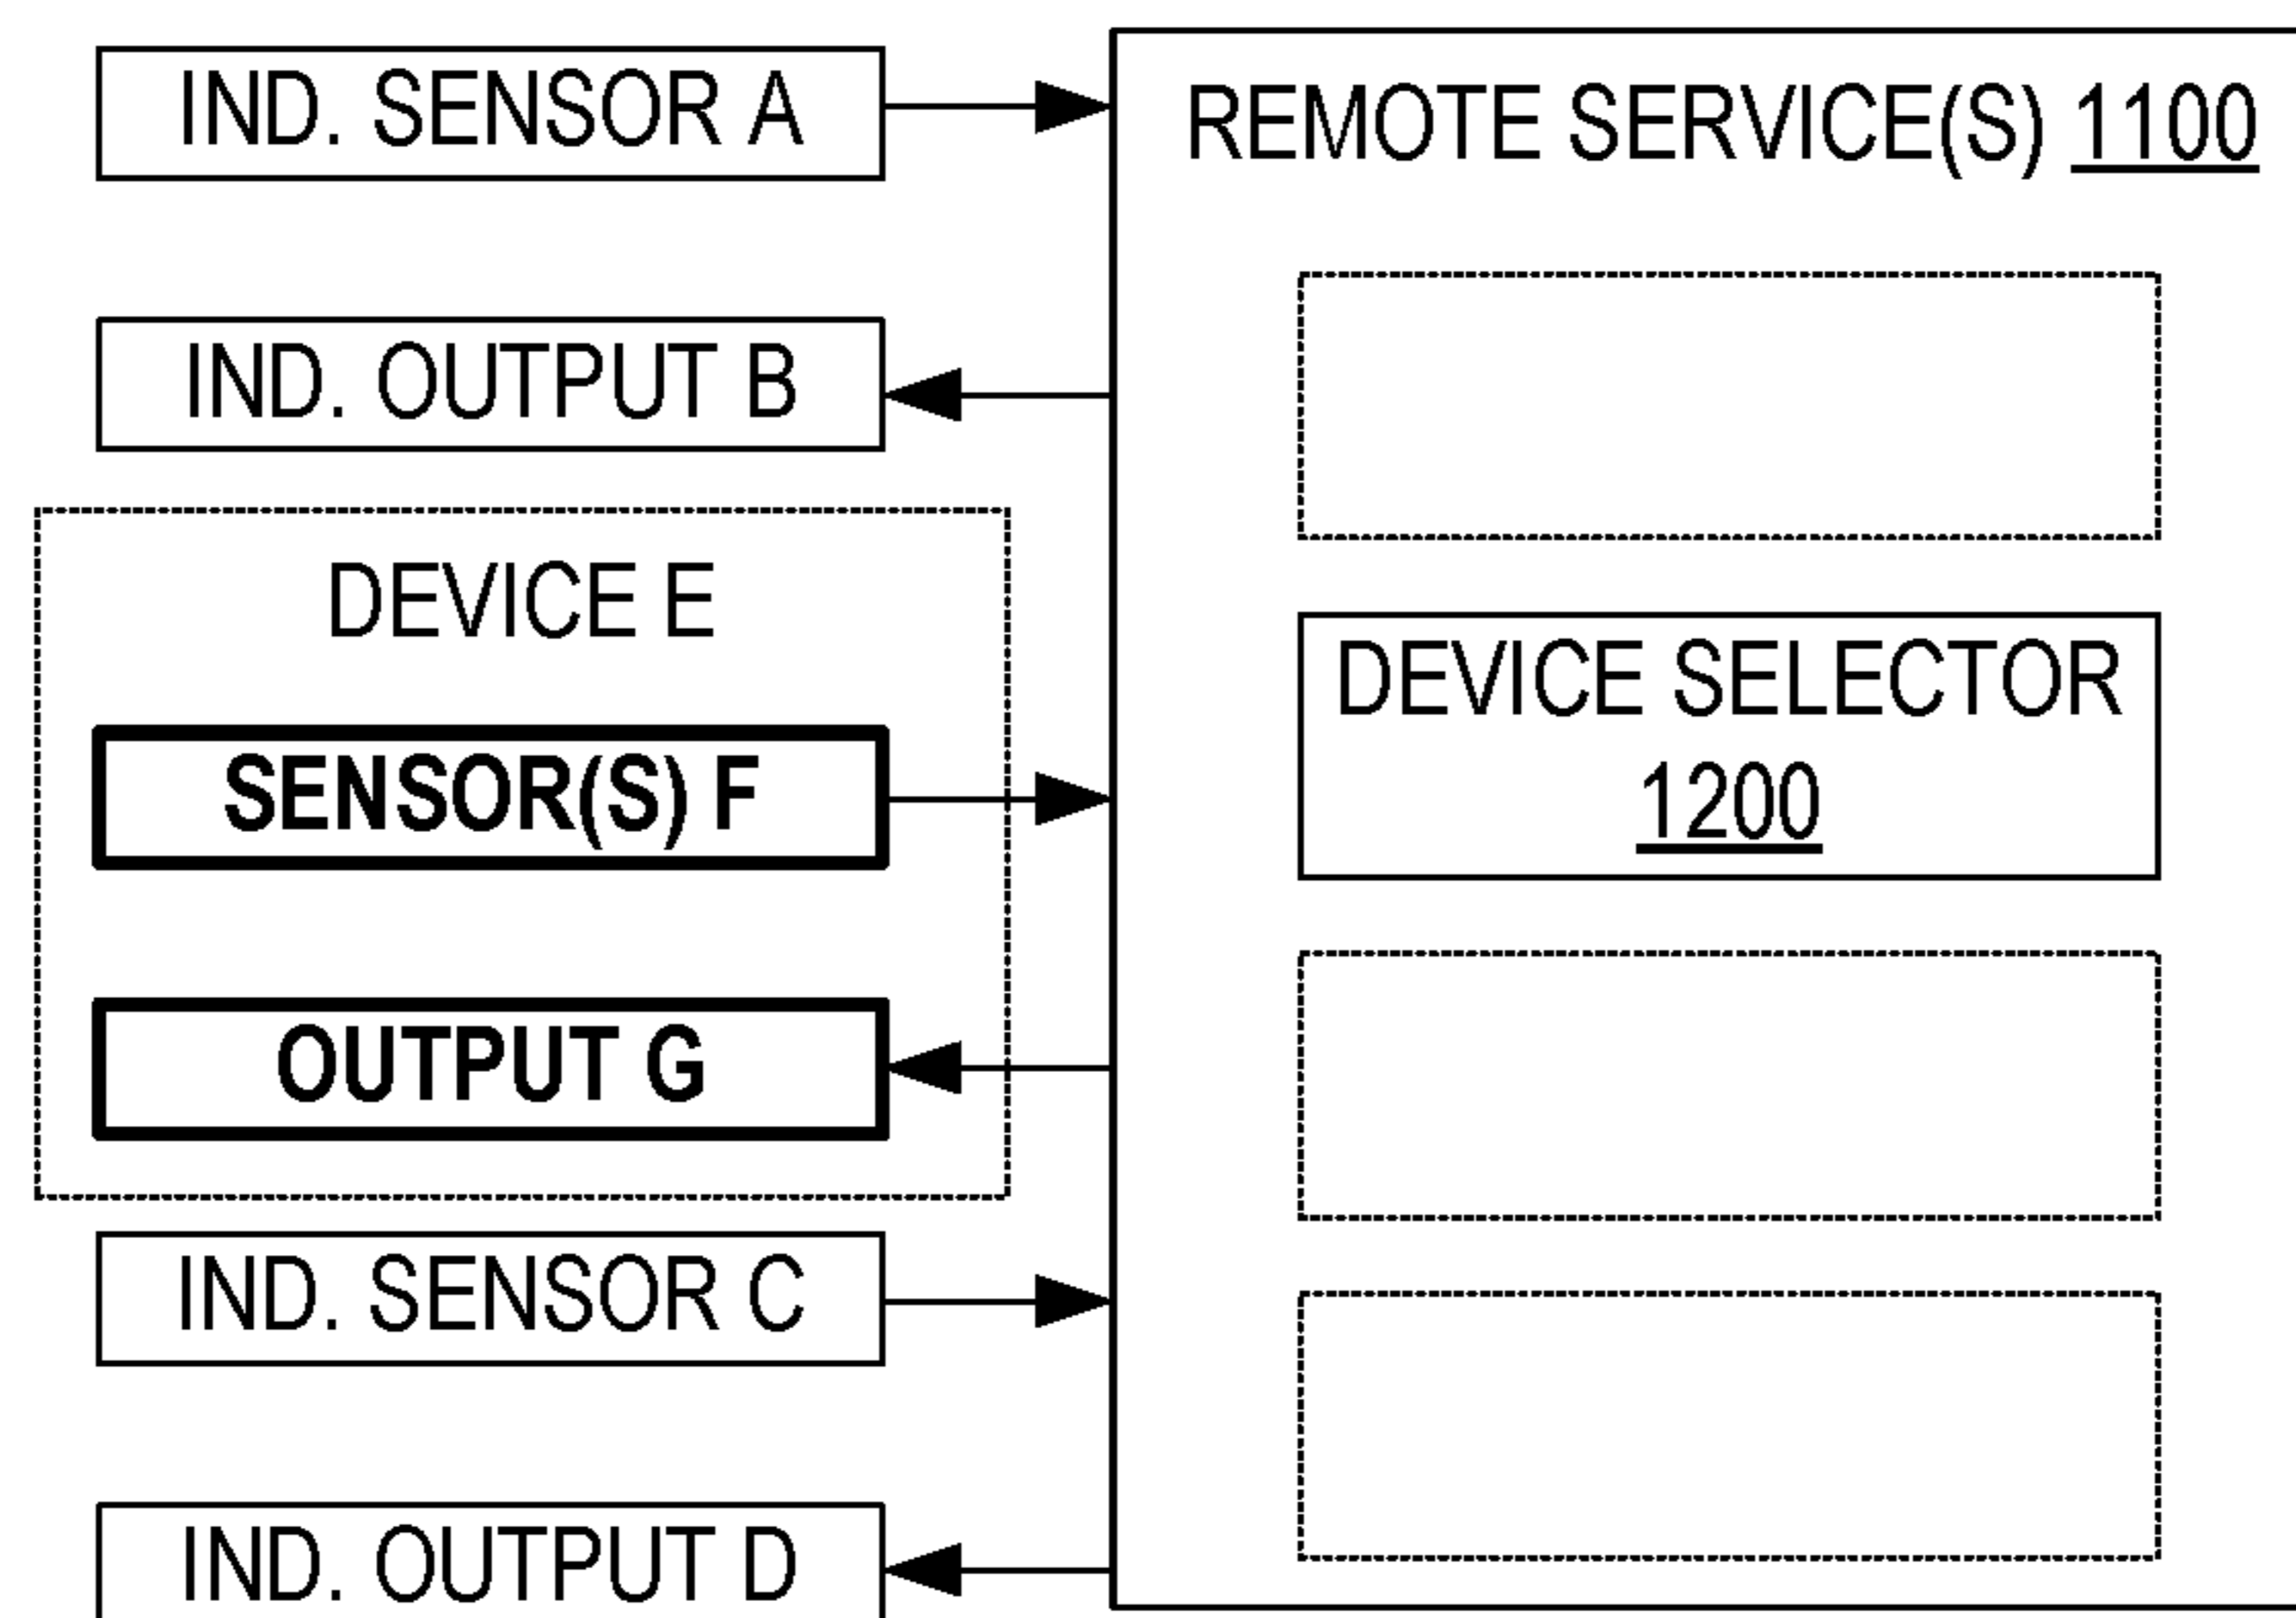 IND. SENSOR A
IND. OUTPUT B
DEVICE E
SENSOR(S) F
OUTPUT G
IND. SENSOR C
IND. OUTPUT D
REMOTE SERVICE(S) 1100
DEVICE SELECTOR
1200